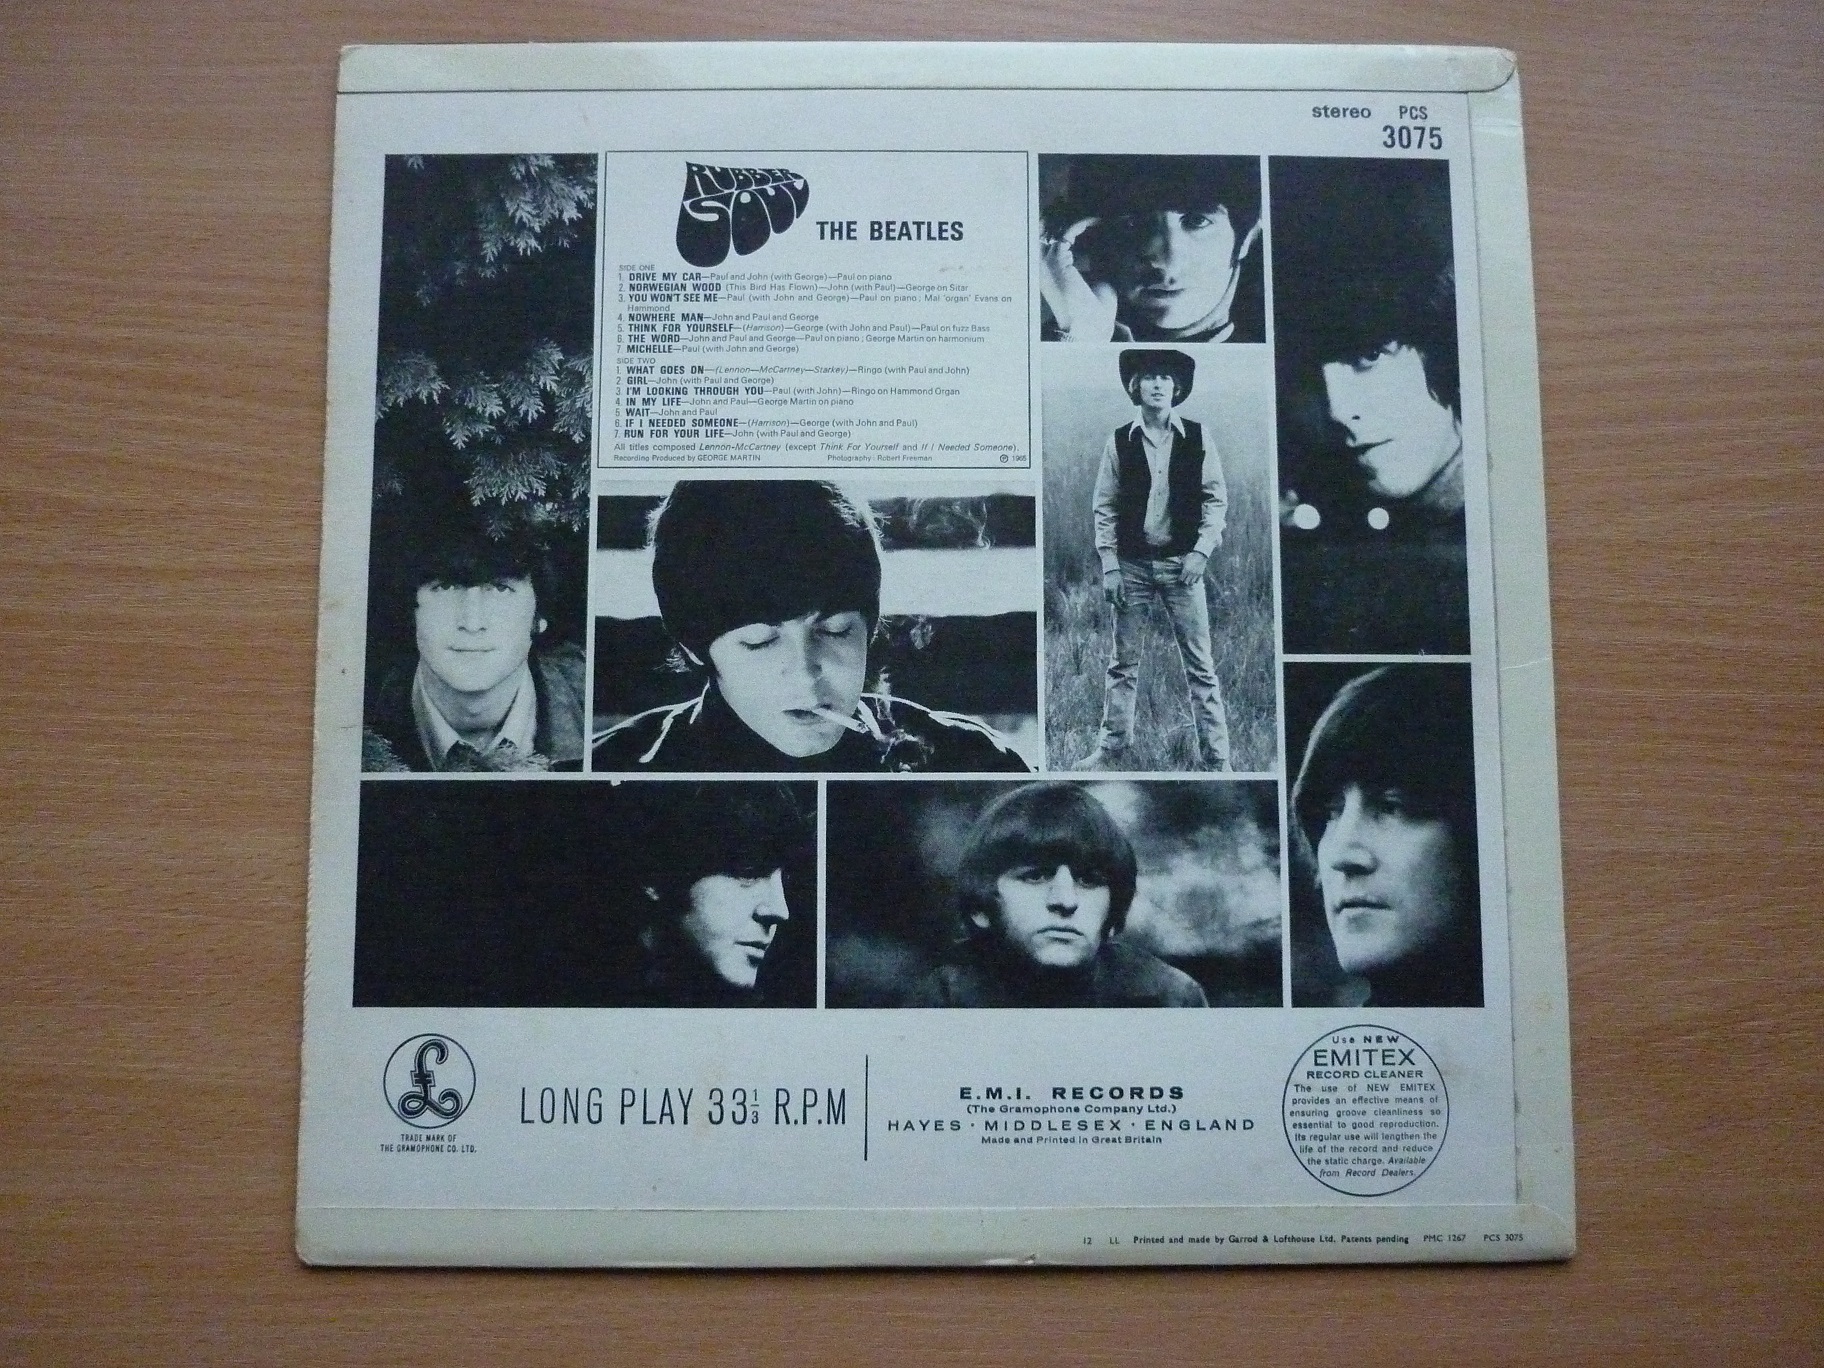 stereo PCS
3075
RUBBER
SOUL
THE BEATLES
SIDE ONE
1. DRIVE MY CAR—Paul and John (with George)—Paul on piano
2. NORWEGIAN WOOD (This Bird Has Flown)—John (with Paul)—George on Sitar
3. YOU WON'T SEE ME—Paul (with John and George)—Paul on piano; Mal 'organ' Evans on
Hammond
4. NOWHERE MAN—John and Paul and George
5. THINK FOR YOURSELF—(Harrison)—George (with John and Paul)—Paul on fuzz Bass
6. THE WORD—John and Paul and George—Paul on piano; George Martin on harmonium
7. MICHELLE—Paul (with John and George)
SIDE TWO
1. WHAT GOES ON—(Lennon—McCartney—Starkey)—Ringo (with Paul and John)
2. GIRL—John (with Paul and George)
3. I'M LOOKING THROUGH YOU—Paul (with John)—Ringo on Hammond Organ
4. IN MY LIFE—John and Paul—George Martin on piano
5. WAIT—John and Paul
6. IF I NEEDED SOMEONE—(Harrison)—George (with John and Paul)
7. RUN FOR YOUR LIFE—John (with Paul and George)
All titles composed Lennon-McCartney (except Think For Yourself and If I Needed Someone).
Recording Produced by GEORGE MARTIN Photography: Robert Freeman ℗ 1965
£
TRADE MARK OF
THE GRAMOPHONE CO. LTD.
LONG PLAY 33⅓ R.P.M
E.M.I. RECORDS
(The Gramophone Company Ltd.)
HAYES · MIDDLESEX · ENGLAND
Made and Printed in Great Britain
Use NEW
EMITEX
RECORD CLEANER
The use of NEW EMITEX
provides an effective means of
ensuring groove cleanliness so
essential to good reproduction.
Its regular use will lengthen the
life of the record and reduce
the static charge. Available
from Record Dealers.
12 LL Printed and made by Garrod & Lofthouse Ltd. Patents pending PMC 1267 PCS 3075